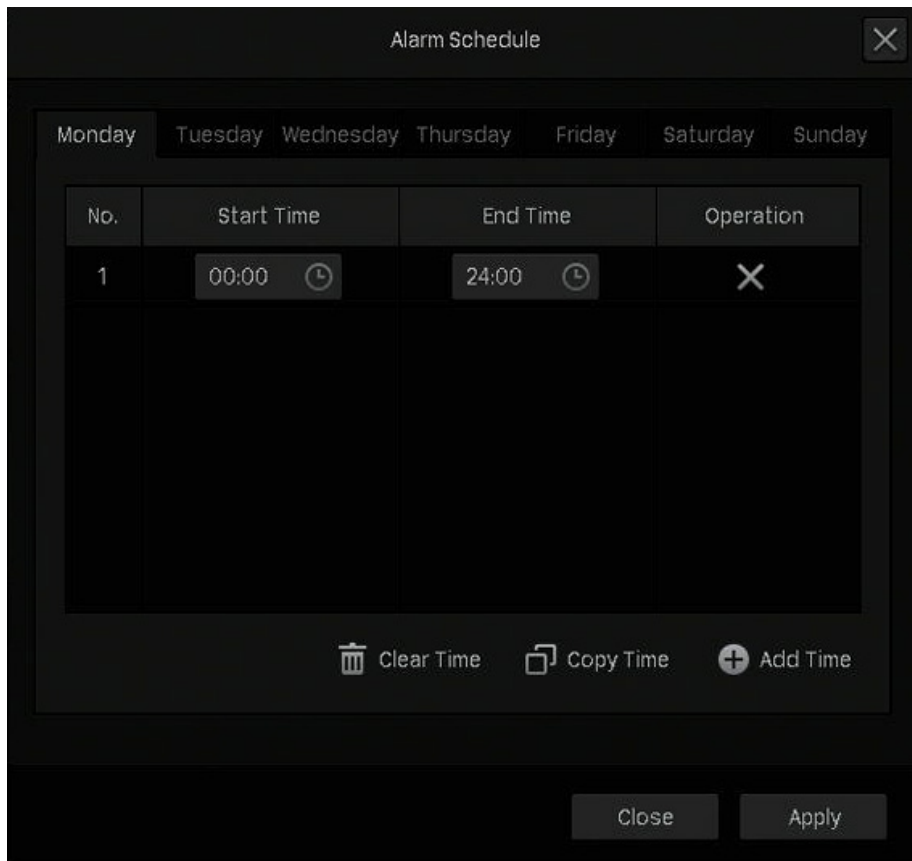 Alarm Schedule
Monday Tuesday Wednesday Thursday Friday Saturday Sunday
No. Start Time End Time Operation
1 00:00 24:00
Clear Time Copy Time Add Time
Close Apply